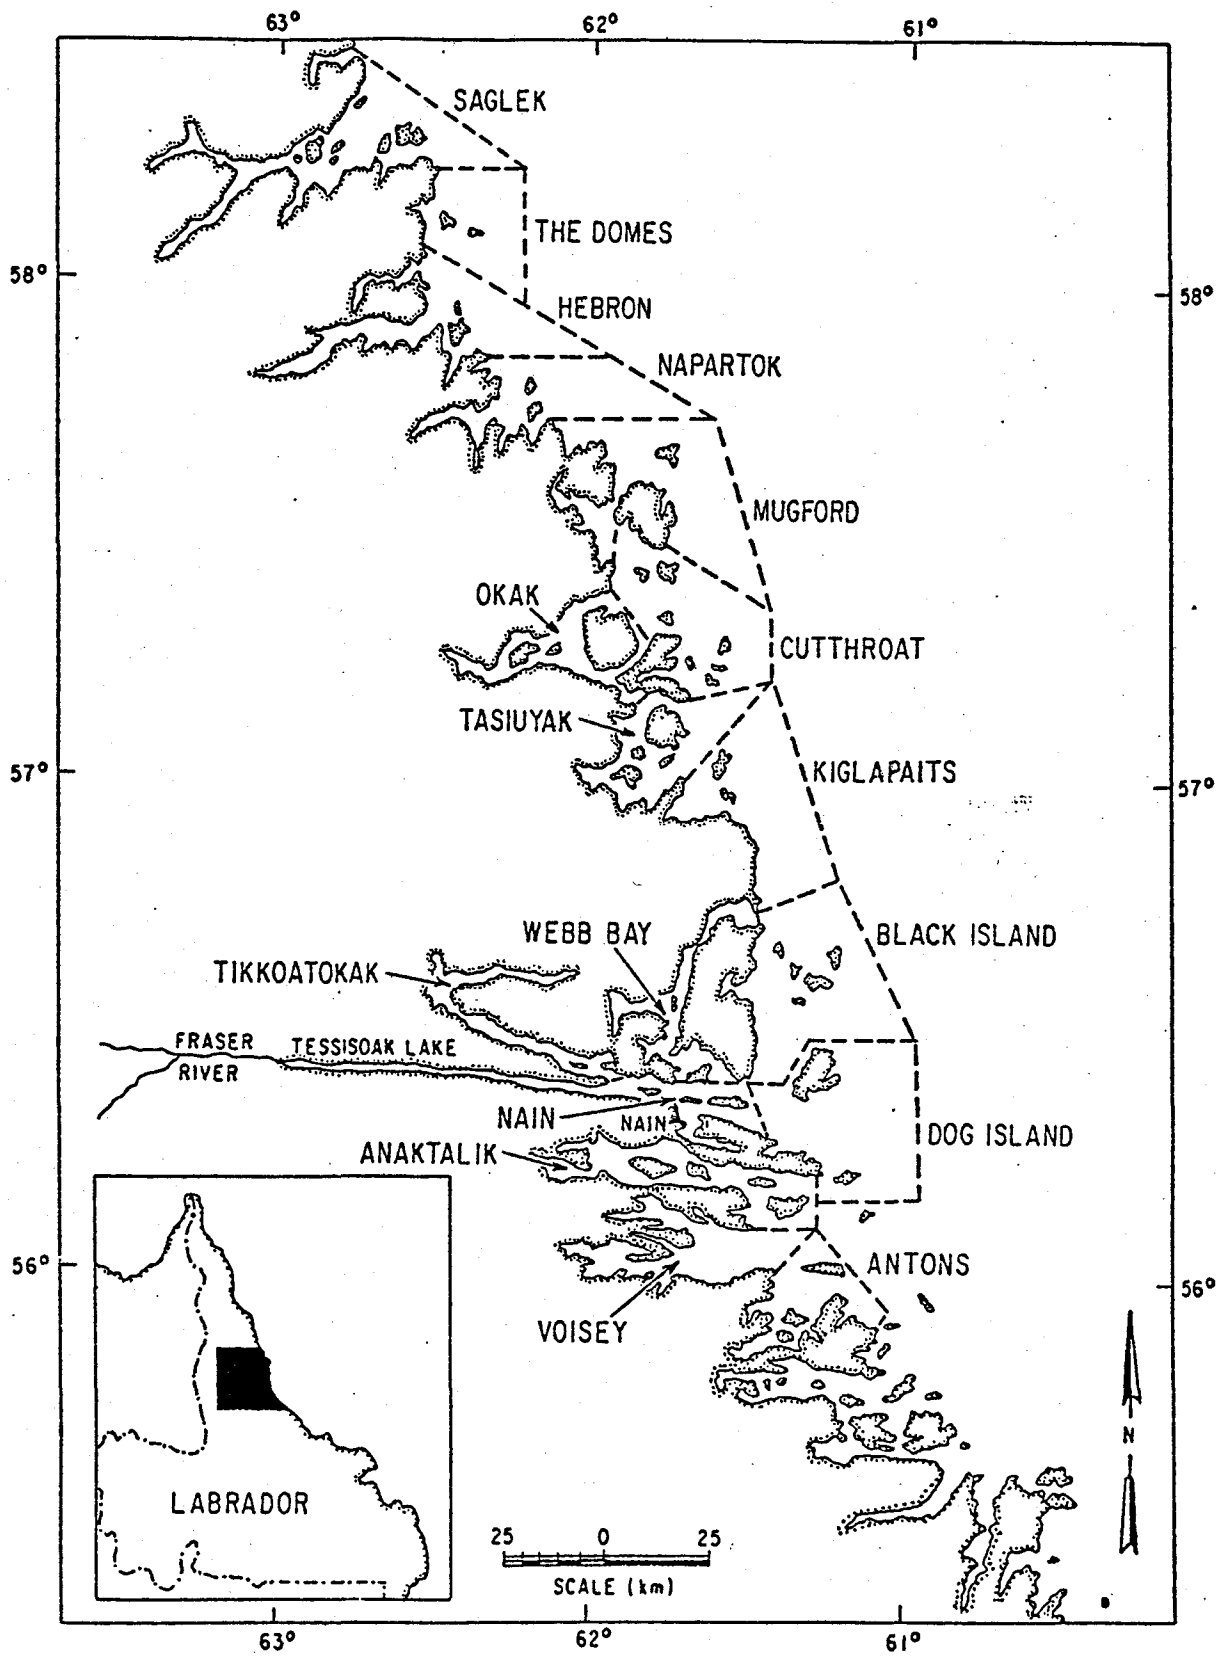 63°
62°
61°
SAGLEK
THE DOMES
58°
58°
HEBRON
NAPARTOK
MUGFORD
OKAK
CUTTHROAT
TASIUYAK
57°
KIGLAPAITS
57°
WEBB BAY
BLACK ISLAND
TIKKOATOKAK
FRASER
RIVER
TESSISOAK LAKE
NAIN
NAIN
DOG ISLAND
ANAKTALIK
56°
ANTONS
56°
VOISEY
N
LABRADOR
25 0 25
SCALE (km)
63°
62°
61°